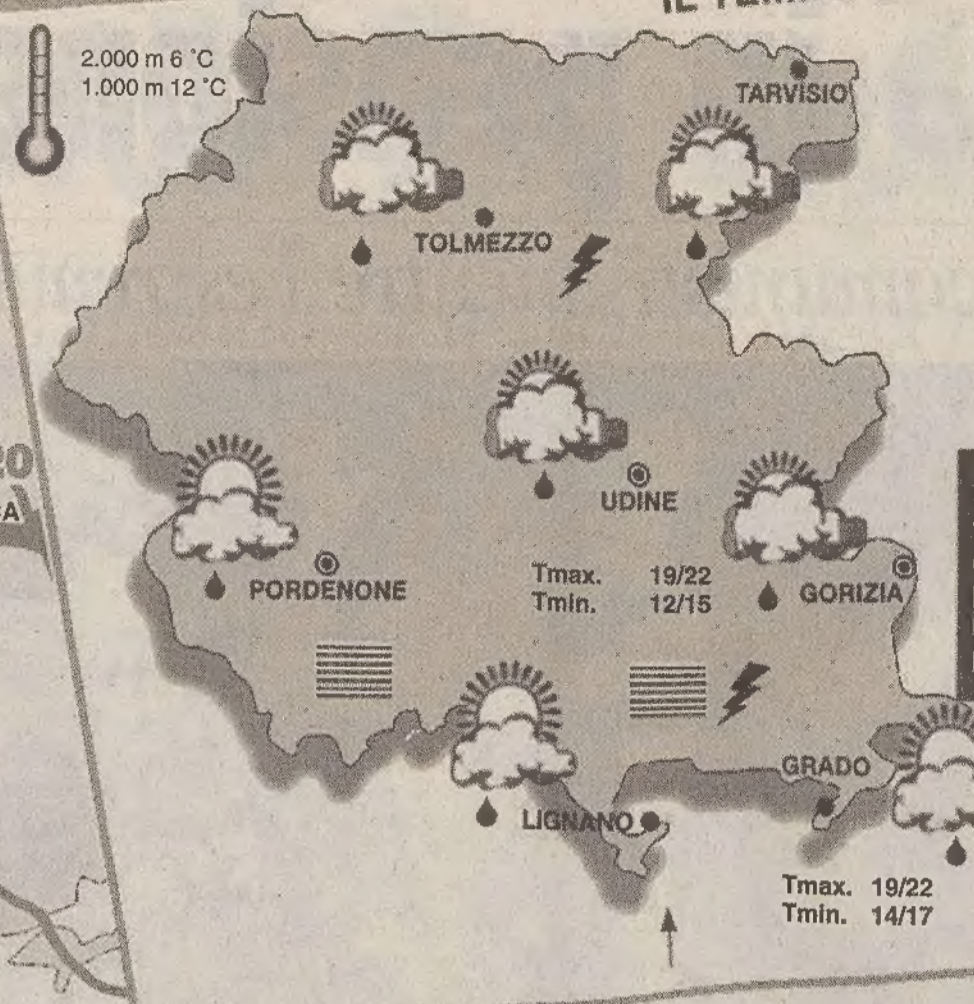 2.000 m 6 °C
1.000 m 12 °C
TARVISIO
TOLMEZZO
UDINE
PORDENONE
Tmax. 19/22
Tmin. 12/15
GORIZIA
GRADO
LIGNANO
Tmax. 19/22
Tmin. 14/17